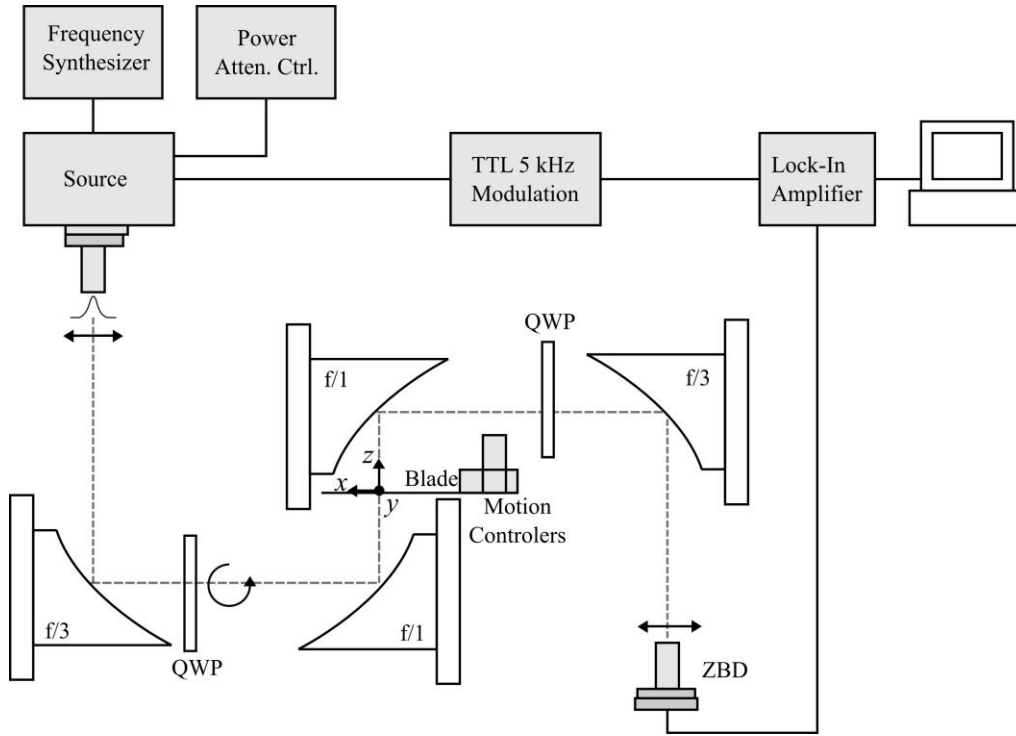 Frequency
Synthesizer
Power
Atten. Ctrl.
Source
TTL 5 kHz
Modulation
Lock-In
Amplifier
QWP
f/1
f/3
z
Blade
x
y
Motion
Controlers
f/3
QWP
f/1
ZBD